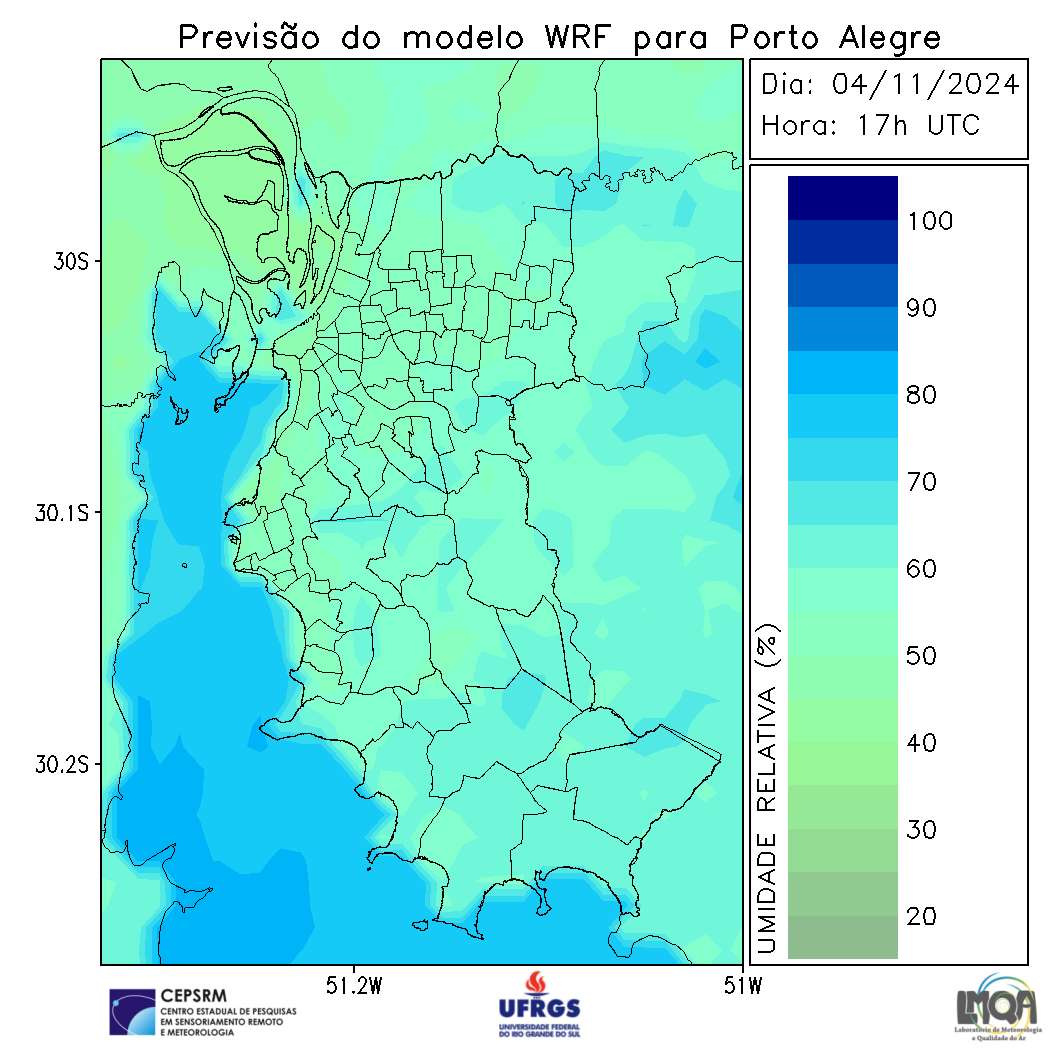 Previsão do modelo WRF para Porto Alegre
Dia: 04/11/2024
Hora: 17h UTC
100
90
80
70
60
50
40
30
20
UMIDADE RELATIVA (%)
30S
30.1S
30.2S
51.2W
51W
CEPSRM
CENTRO ESTADUAL DE PESQUISAS
EM SENSORIAMENTO REMOTO
E METEOROLOGIA
UFRGS
UNIVERSIDADE FEDERAL
DO RIO GRANDE DO SUL
LMQA
Laboratório de Meteorologia
e Qualidade do Ar